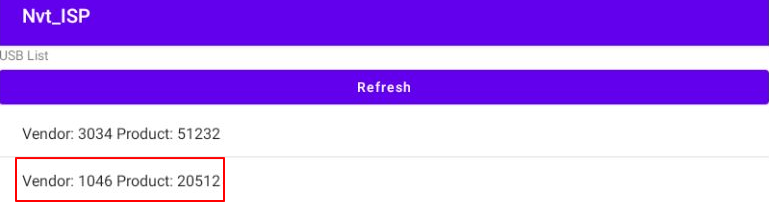 Nvt_ISP
USB List
Refresh
Vendor: 3034 Product: 51232
Vendor: 1046 Product: 20512